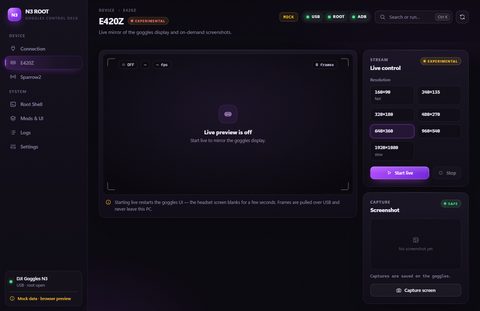 N3
N3 ROOT
GOGGLES CONTROL DECK
DEVICE
Connection
E420Z
Sparrow2
SYSTEM
Root Shell
Mods & UI
Logs
Settings
DJI Goggles N3
USB · root open
Mock data · browser preview
DEVICE · E420Z
E420Z
EXPERIMENTAL
Live mirror of the goggles display and on-demand screenshots.
MOCK
USB
ROOT
ADB
Search or run...
Ctrl K
OFF
— fps
0 frames
Live preview is off
Start live to mirror the goggles display.
Starting live restarts the goggles UI — the headset screen blanks for a few seconds. Frames are pulled over USB and
never leave this PC.
STREAM
EXPERIMENTAL
Live control
Resolution
160×90
240×135
320×180
480×270
640×360
960×540
1920×1080
Start live
Stop
CAPTURE
SAFE
Screenshot
No screenshot yet
Captures are saved on the goggles.
Capture screen